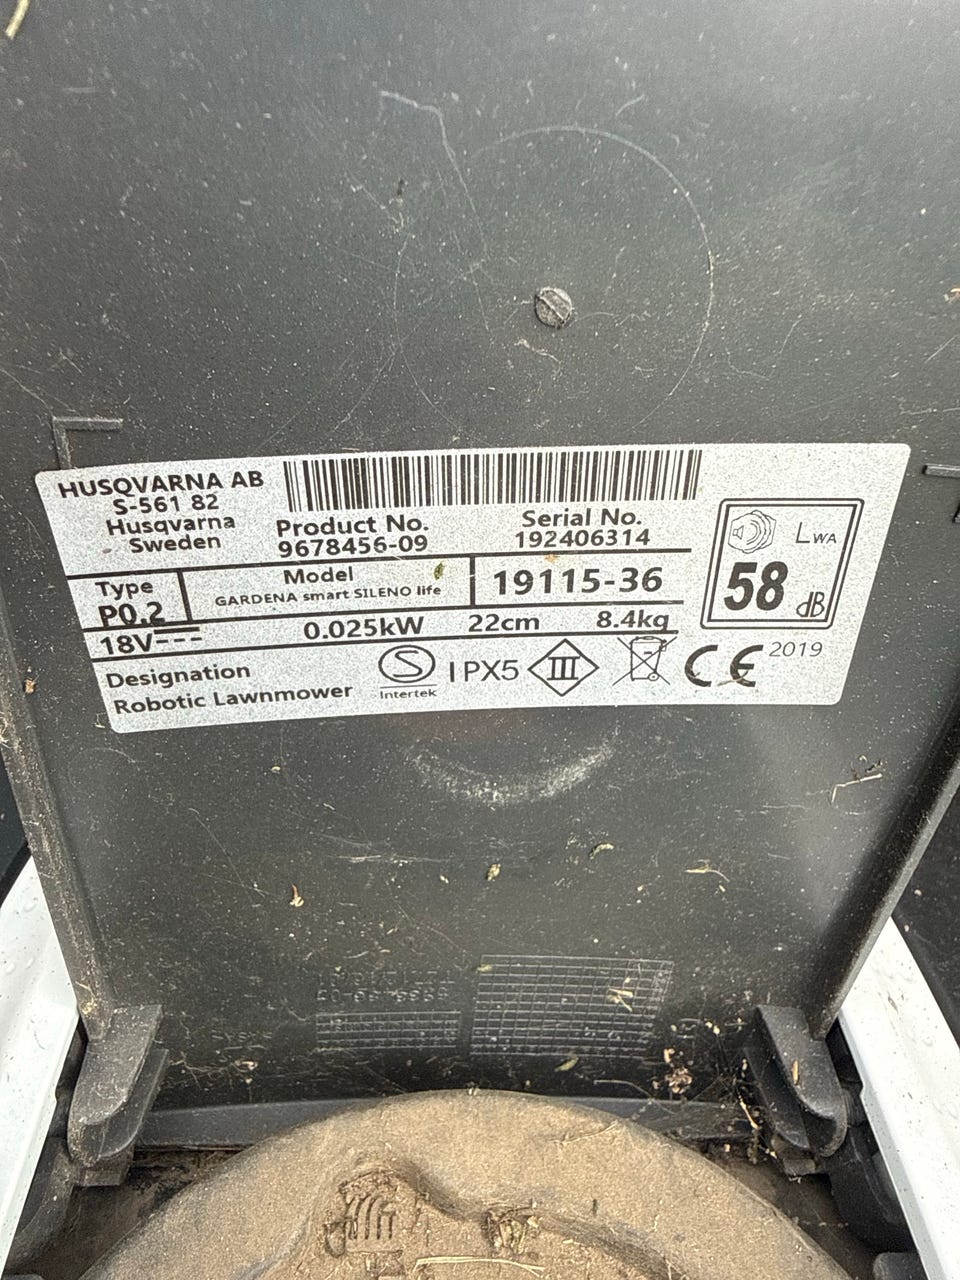 HUSQVARNA AB
S-561 82
Husqvarna
Sweden
Product No.
9678456-09
Serial No.
192406314
LWA
58 dB
Type
P0.2
Model
GARDENA smart SILENO life
19115-36
18V
0.025kW
22cm
8.4kg
Designation
Robotic Lawnmower
S
Intertek
IPX5
III
CE
2019